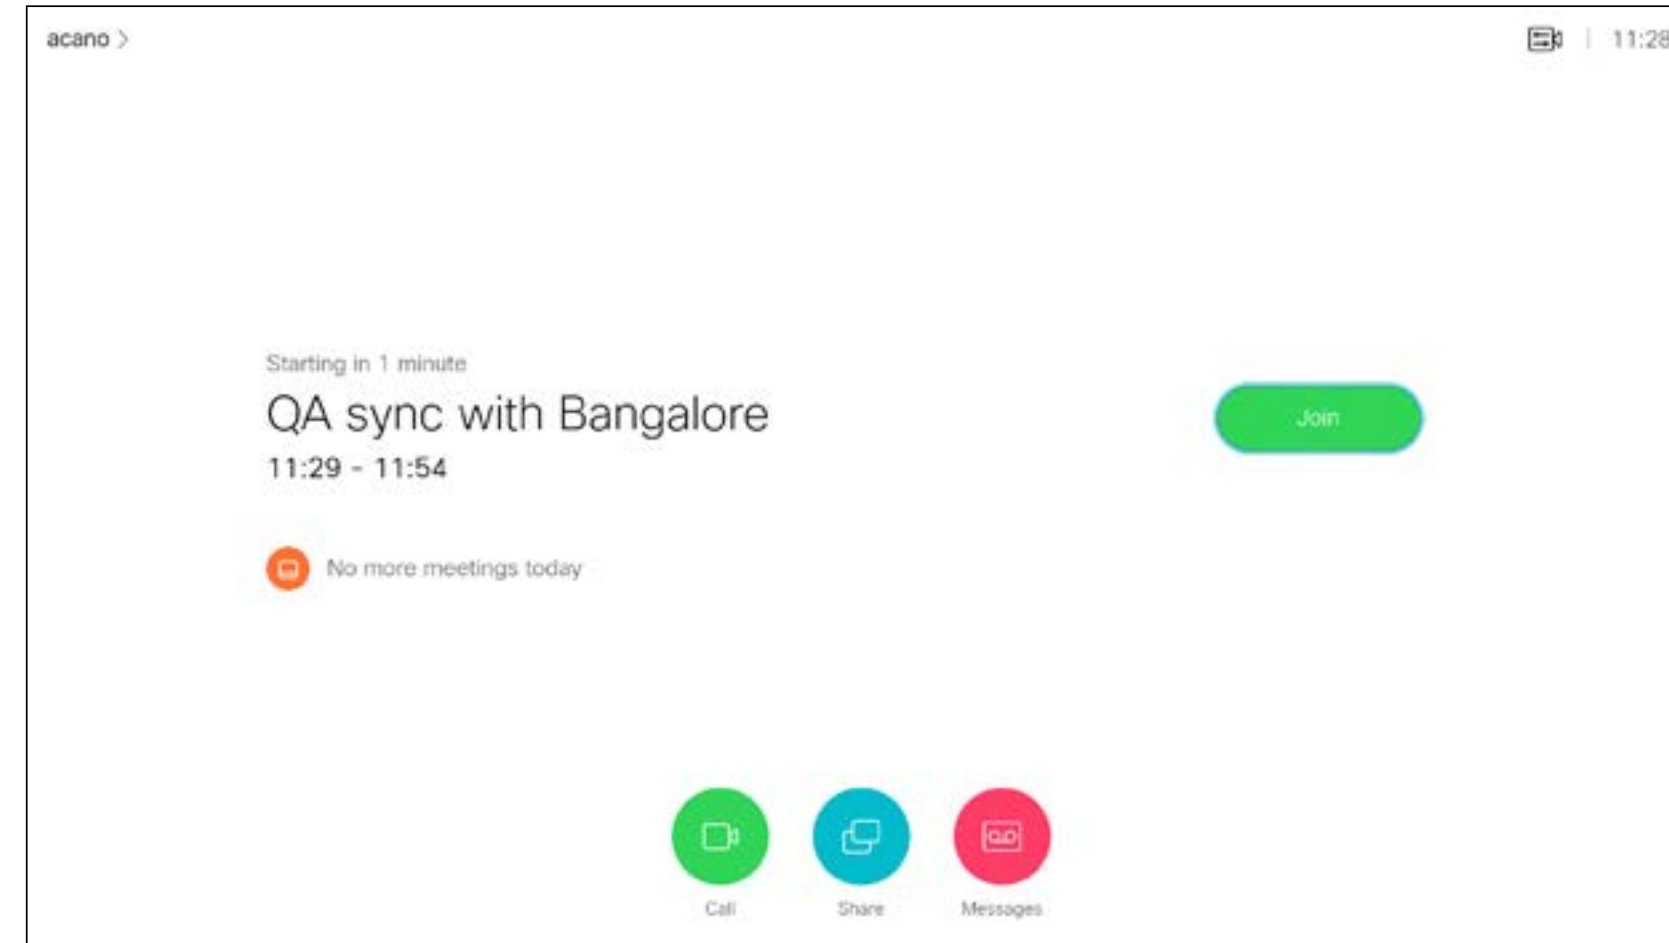 acano >
11:28
Starting in 1 minute
QA sync with Bangalore
Join
11:29 - 11:54
No more meetings today
Call
Share
Messages